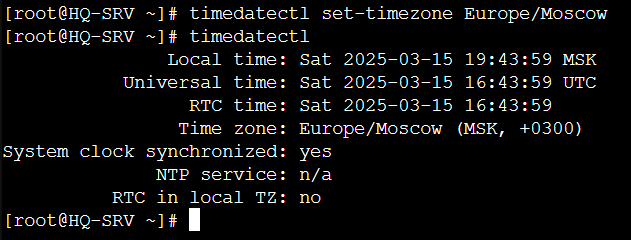 [root@HQ-SRV ~]# timedatectl set-timezone Europe/Moscow
[root@HQ-SRV ~]# timedatectl
Local time: Sat 2025-03-15 19:43:59 MSK
Universal time: Sat 2025-03-15 16:43:59 UTC
RTC time: Sat 2025-03-15 16:43:59
Time zone: Europe/Moscow (MSK, +0300)
System clock synchronized: yes
NTP service: n/a
RTC in local TZ: no
[root@HQ-SRV ~]#